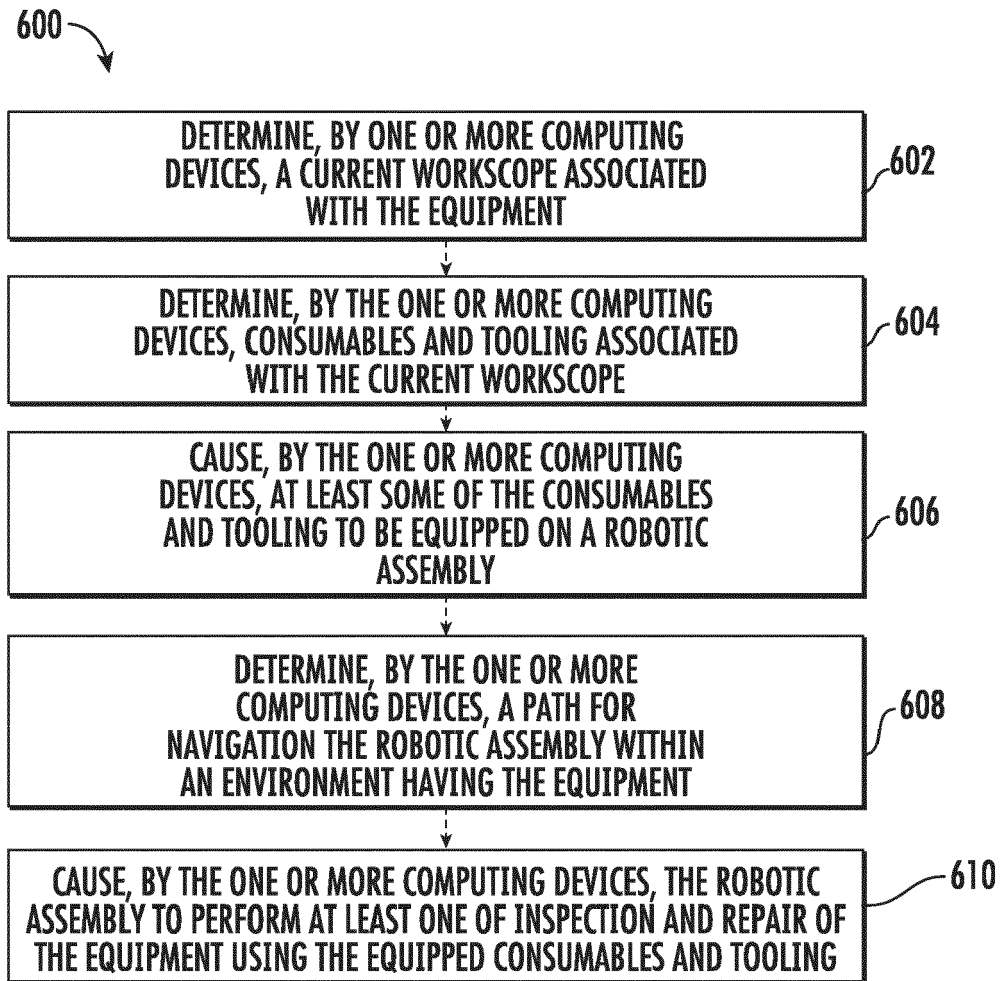 600
DETERMINE, BY ONE OR MORE COMPUTING
DEVICES, A CURRENT WORKSCOPE ASSOCIATED
WITH THE EQUIPMENT
602
DETERMINE, BY THE ONE OR MORE COMPUTING
DEVICES, CONSUMABLES AND TOOLING ASSOCIATED
WITH THE CURRENT WORKSCOPE
604
CAUSE, BY THE ONE OR MORE COMPUTING
DEVICES, AT LEAST SOME OF THE CONSUMABLES
AND TOOLING TO BE EQUIPPED ON A ROBOTIC
ASSEMBLY
606
DETERMINE, BY THE ONE OR MORE
COMPUTING DEVICES, A PATH FOR
NAVIGATION THE ROBOTIC ASSEMBLY WITHIN
AN ENVIRONMENT HAVING THE EQUIPMENT
608
CAUSE, BY THE ONE OR MORE COMPUTING DEVICES, THE ROBOTIC
ASSEMBLY TO PERFORM AT LEAST ONE OF INSPECTION AND REPAIR OF
THE EQUIPMENT USING THE EQUIPPED CONSUMABLES AND TOOLING
610